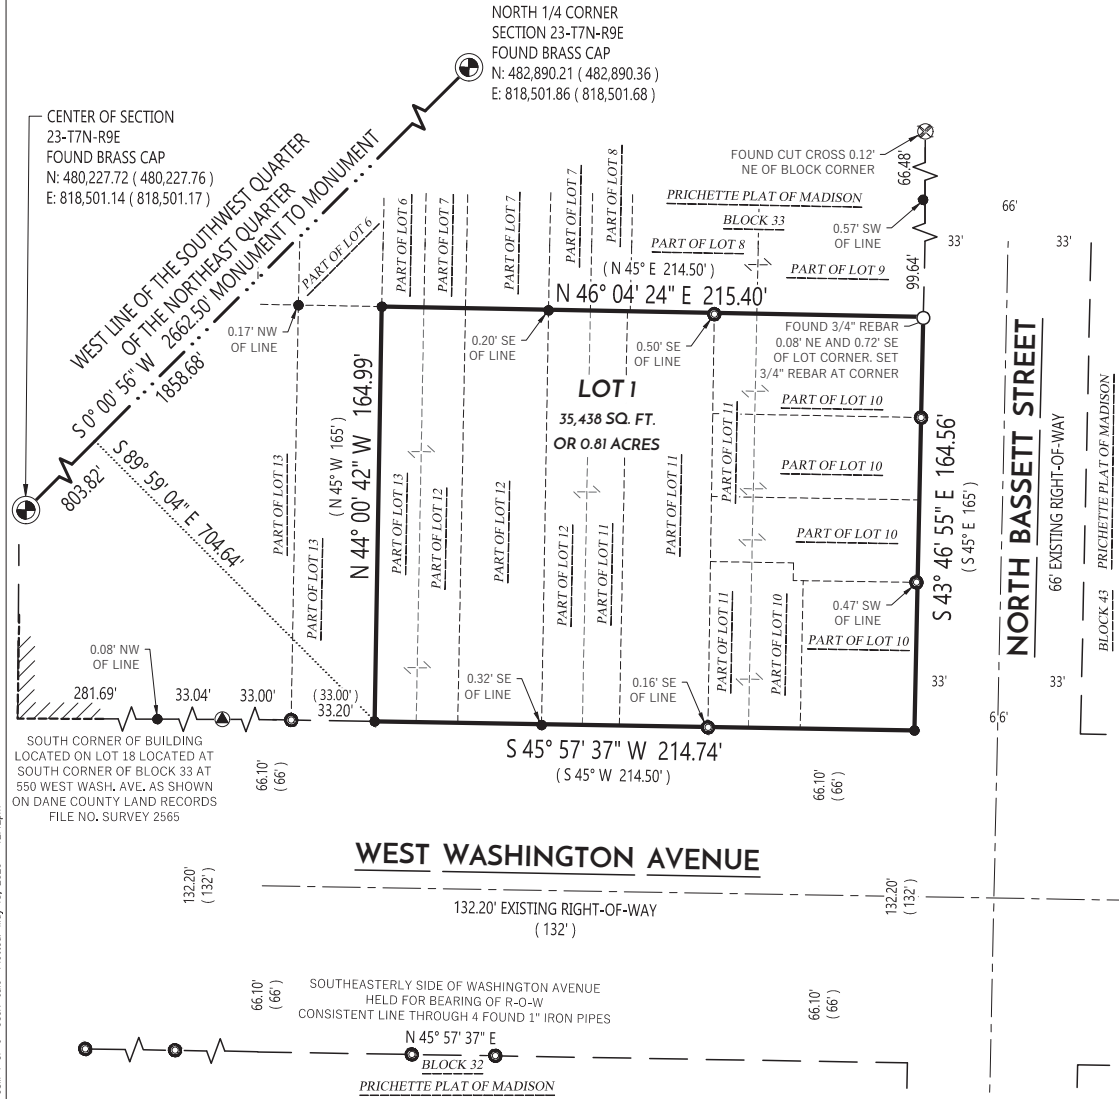 NORTH 1/4 CORNER
SECTION 23-T7N-R9E
FOUND BRASS CAP
N: 482,890.21 ( 482,890.36 )
E: 818,501.86 ( 818,501.68 )
CENTER OF SECTION
23-T7N-R9E
FOUND BRASS CAP
N: 480,227.72 ( 480,227.76 )
E: 818,501.14 ( 818,501.17 )
WEST LINE OF THE SOUTHWEST QUARTER
OF THE NORTHEAST QUARTER
S 0° 00' 56" W 2662.50' MONUMENT TO MONUMENT
1858.68'
803.82'
S 89° 59' 04" E 704.64'
PART OF LOT 6
PART OF LOT 6
PART OF LOT 7
PART OF LOT 7
PART OF LOT 7
PART OF LOT 8
FOUND CUT CROSS 0.12'
NE OF BLOCK CORNER
PRICHETTE PLAT OF MADISON
BLOCK 33
PART OF LOT 8
PART OF LOT 9
66.48'
0.57' SW
OF LINE
99.64'
66'
33'
33'
( N 45° E 214.50' )
N 46° 04' 24" E 215.40'
0.17' NW
OF LINE
0.20' SE
OF LINE
0.50' SE
OF LINE
FOUND 3/4" REBAR
0.08' NE AND 0.72' SE
OF LOT CORNER. SET
3/4" REBAR AT CORNER
LOT 1
35,438 SQ. FT.
OR 0.81 ACRES
N 44° 00' 42" W 164.99'
( N 45° W 165' )
PART OF LOT 13
PART OF LOT 13
PART OF LOT 13
PART OF LOT 12
PART OF LOT 12
PART OF LOT 12
PART OF LOT 11
PART OF LOT 11
PART OF LOT 11
PART OF LOT 11
PART OF LOT 10
PART OF LOT 10
PART OF LOT 10
PART OF LOT 10
PART OF LOT 10
0.47' SW
OF LINE
S 43° 46' 55" E 164.56'
( S 45° E 165' )
NORTH BASSETT STREET
66' EXISTING RIGHT-OF-WAY
BLOCK 43 PRICHETTE PLAT OF MADISON
33'
33'
66'
0.08' NW
OF LINE
281.69'
33.04'
33.00'
( 33.00' )
33.20'
0.32' SE
OF LINE
0.16' SE
OF LINE
S 45° 57' 37" W 214.74'
( S 45° W 214.50' )
SOUTH CORNER OF BUILDING
LOCATED ON LOT 18 LOCATED AT
SOUTH CORNER OF BLOCK 33 AT
550 WEST WASH. AVE. AS SHOWN
ON DANE COUNTY LAND RECORDS
FILE NO. SURVEY 2565
66.10'
( 66' )
66.10'
( 66' )
WEST WASHINGTON AVENUE
132.20'
( 132' )
132.20' EXISTING RIGHT-OF-WAY
( 132' )
132.20'
( 132' )
66.10'
( 66' )
SOUTHEASTERLY SIDE OF WASHINGTON AVENUE
HELD FOR BEARING OF R-O-W
CONSISTENT LINE THROUGH 4 FOUND 1" IRON PIPES
66.10'
( 66' )
N 45° 57' 37" E
BLOCK 32
PRICHETTE PLAT OF MADISON